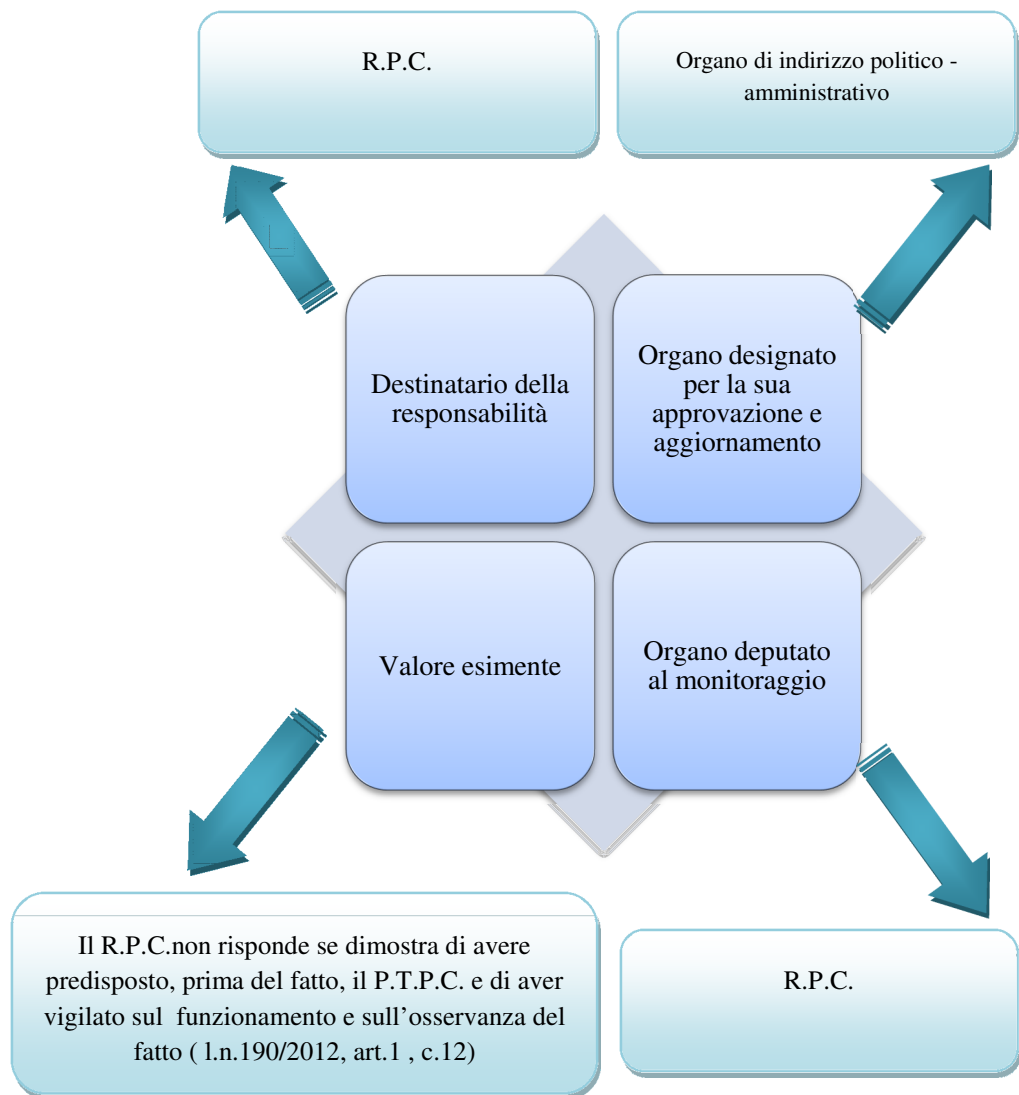 R.P.C.
Organo di indirizzo politico -
amministrativo
Destinatario della
responsabilità
Organo designato
per la sua
approvazione e
aggiornamento
Valore esimente
Organo deputato
al monitoraggio
Il R.P.C.non risponde se dimostra di avere
predisposto, prima del fatto, il P.T.P.C. e di aver
vigilato sul funzionamento e sull’osservanza del
fatto ( l.n.190/2012, art.1 , c.12)
R.P.C.